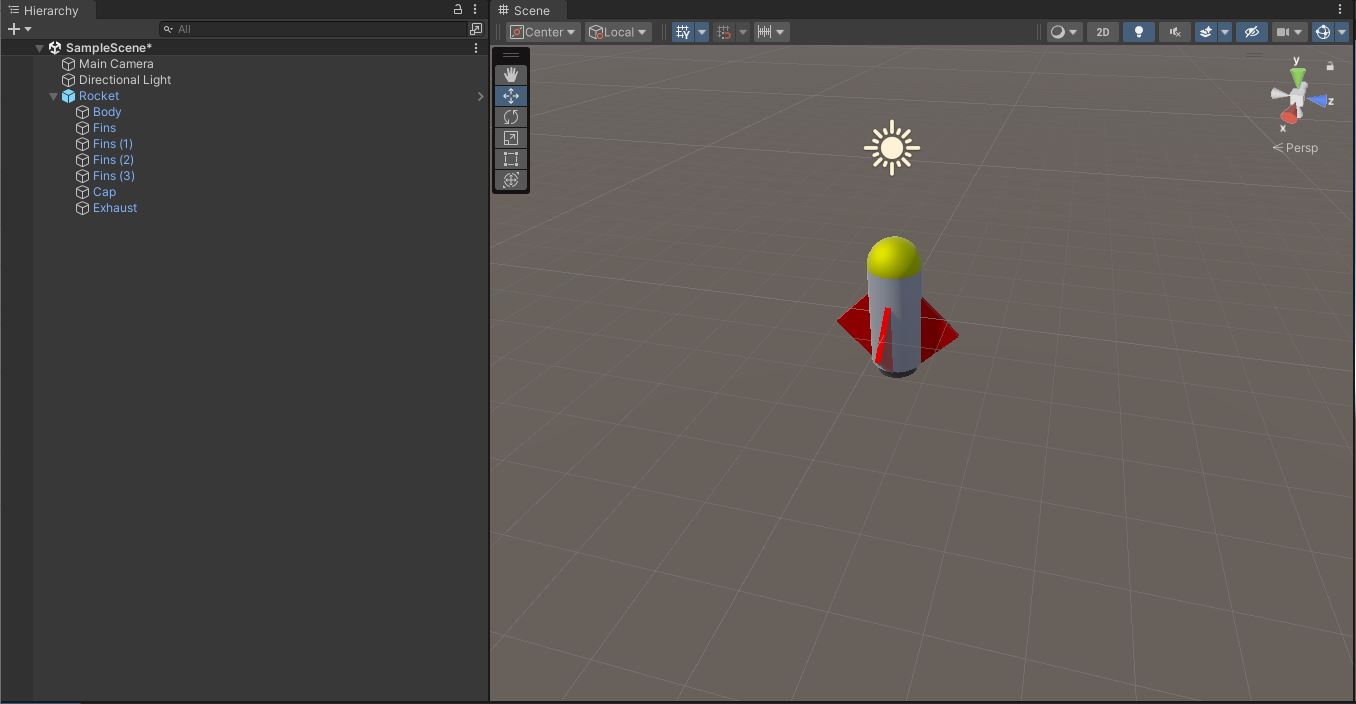 Hierarchy
All
SampleScene*
Main Camera
Directional Light
Rocket
Body
Fins
Fins (1)
Fins (2)
Fins (3)
Cap
Exhaust
Scene
Center
Local
2D
y
z
x
Persp